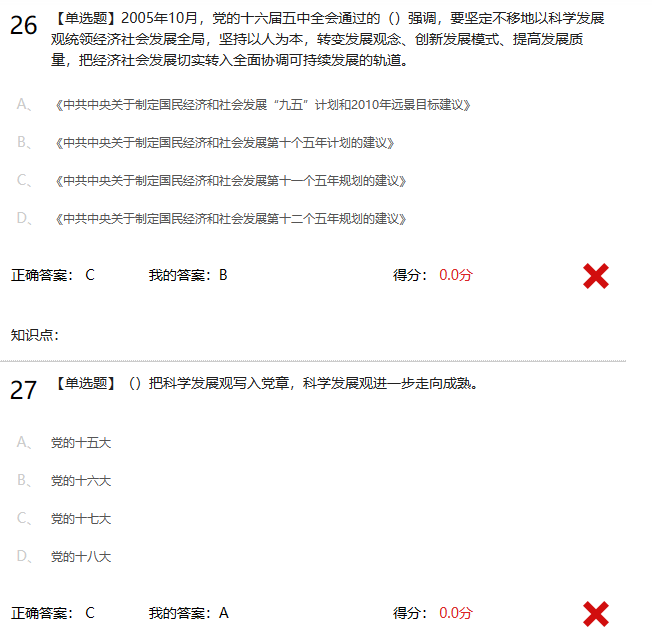 26 【单选题】2005年10月，党的十六届五中全会通过的（）强调，要坚定不移地以科学发展
观统领经济社会发展全局，坚持以人为本，转变发展观念、创新发展模式、提高发展质
量，把经济社会发展切实转入全面协调可持续发展的轨道。
A、 《中共中央关于制定国民经济和社会发展“九五”计划和2010年远景目标建议》
B、 《中共中央关于制定国民经济和社会发展第十个五年计划的建议》
C、 《中共中央关于制定国民经济和社会发展第十一个五年规划的建议》
D、 《中共中央关于制定国民经济和社会发展第十二个五年规划的建议》
正确答案： C 我的答案：B 得分： 0.0分
知识点：
27 【单选题】（）把科学发展观写入党章，科学发展观进一步走向成熟。
A、 党的十五大
B、 党的十六大
C、 党的十七大
D、 党的十八大
正确答案： C 我的答案：A 得分： 0.0分